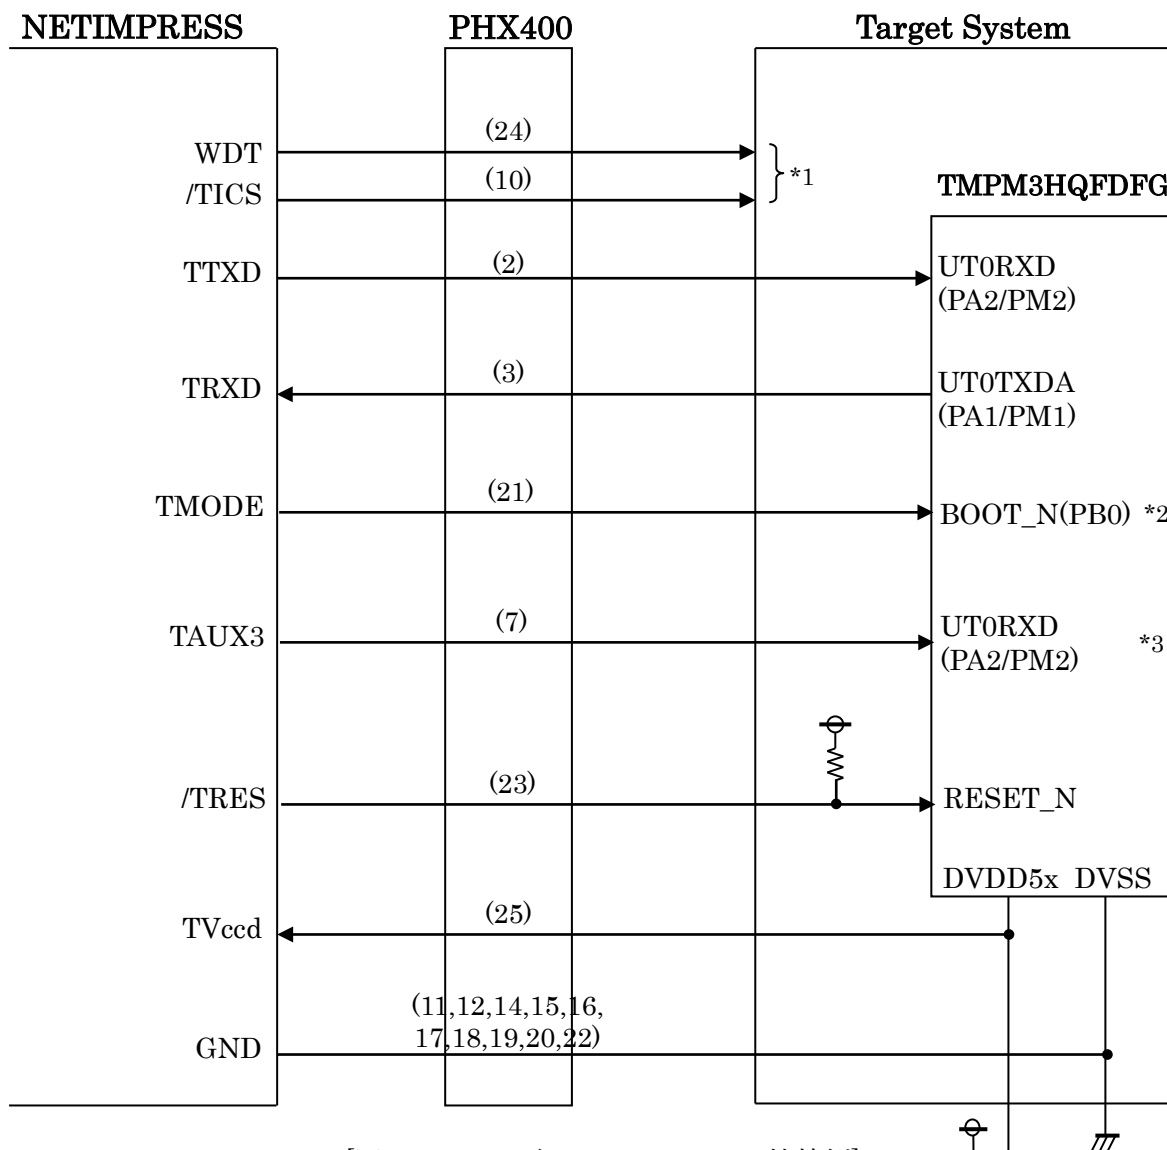 NETIMPRESS PHX400 Target System
WDT (24)
/TICS (10) *1
TMPM3HQFDFG
TTXD (2) UT0RXD
(PA2/PM2)
TRXD (3) UT0TXDA
(PA1/PM1)
TMODE (21) BOOT_N(PB0) *2
TAUX3 (7) UT0RXD
(PA2/PM2) *3
/TRES (23) RESET_N
DVDD5x DVSS
TVccd (25)
(11,12,14,15,16,
17,18,19,20,22)
GND